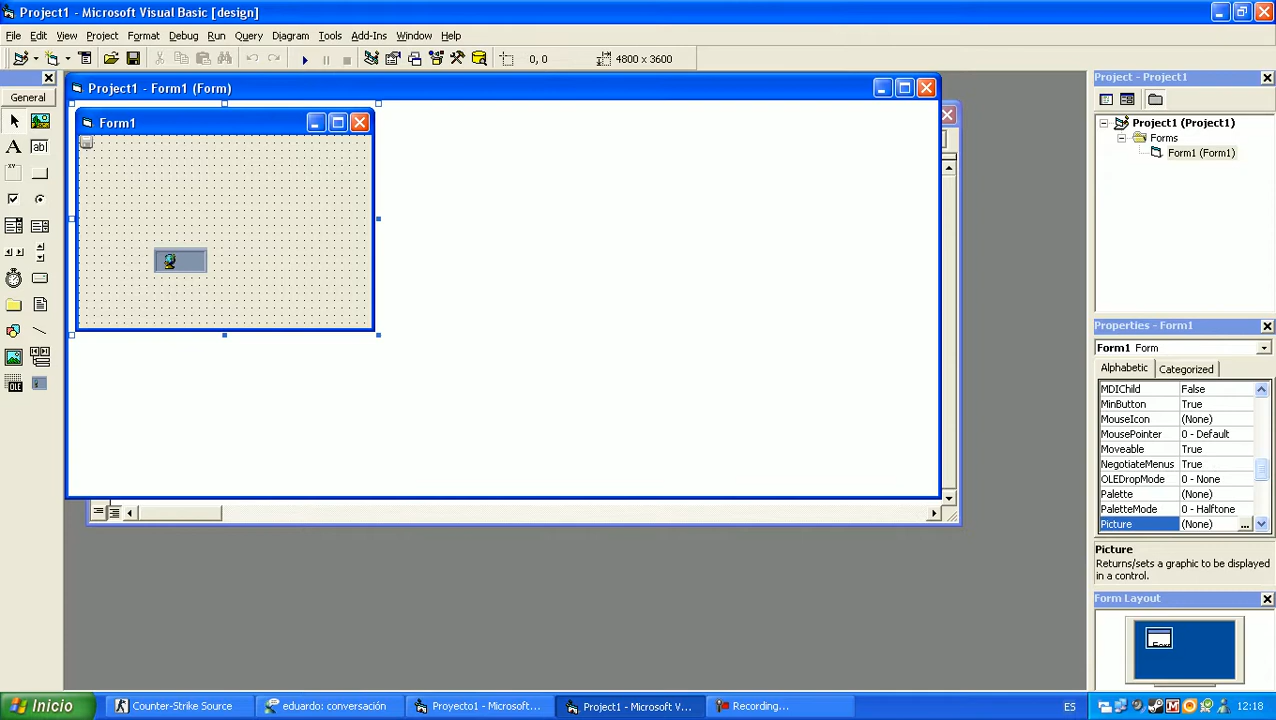 Project1 - Microsoft Visual Basic [design]
File Edit View Project Format Debug Run Query Diagram Tools Add-Ins Window Help
0, 0 4800 x 3600
General
Project1 - Form1 (Form)
Form1
A ab|
XY
OLE
Project - Project1
Project1 (Project1)
Forms
Form1 (Form1)
Properties - Form1
Form1 Form
Alphabetic Categorized
MDIChild False
MinButton True
MouseIcon (None)
MousePointer 0 - Default
Moveable True
NegotiateMenus True
OLEDropMode 0 - None
Palette (None)
PaletteMode 0 - Halftone
Picture (None) ...
Picture
Returns/sets a graphic to be displayed
in a control.
Form Layout
Inicio Counter-Strike Source eduardo: conversación Proyecto1 - Microsoft... Project1 - Microsoft V... Recording... ES 12:18